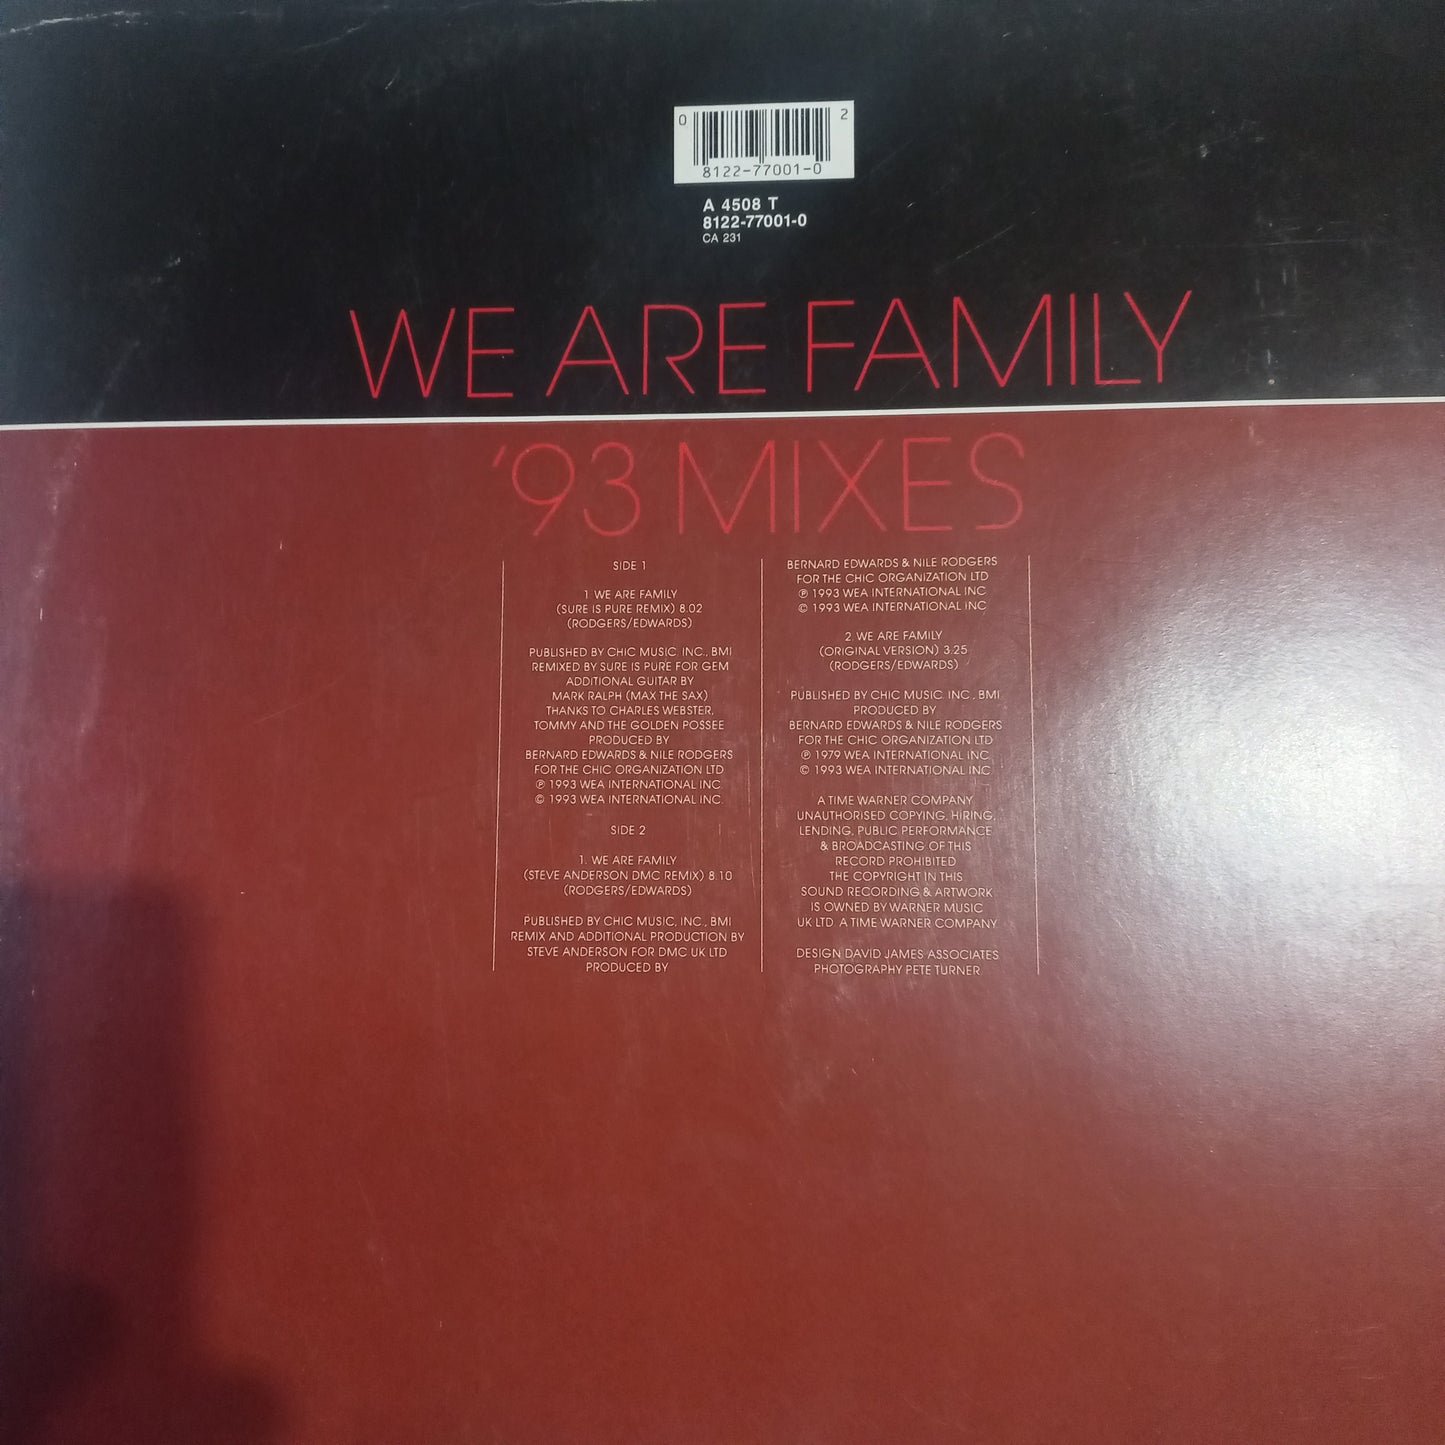 0 2
8122-77001-0
A 4508 T
8122-77001-0
CA 231
WE ARE FAMILY
'93 MIXES
SIDE 1
1 WE ARE FAMILY
(SURE IS PURE REMIX) 8.02
(RODGERS/EDWARDS)
PUBLISHED BY CHIC MUSIC INC., BMI
REMIXED BY SURE IS PURE FOR GEM
ADDITIONAL GUITAR BY
MARK RALPH (MAX THE SAX)
THANKS TO CHARLES WEBSTER,
TOMMY AND THE GOLDEN POSSEE
PRODUCED BY
BERNARD EDWARDS & NILE RODGERS
FOR THE CHIC ORGANIZATION LTD
℗ 1993 WEA INTERNATIONAL INC
© 1993 WEA INTERNATIONAL INC.
SIDE 2
1. WE ARE FAMILY
(STEVE ANDERSON DMC REMIX) 8.10
(RODGERS/EDWARDS)
PUBLISHED BY CHIC MUSIC, INC., BMI
REMIX AND ADDITIONAL PRODUCTION BY
STEVE ANDERSON FOR DMC UK LTD
PRODUCED BY
BERNARD EDWARDS & NILE RODGERS
FOR THE CHIC ORGANIZATION LTD
℗ 1993 WEA INTERNATIONAL INC
© 1993 WEA INTERNATIONAL INC
2. WE ARE FAMILY
(ORIGINAL VERSION) 3.25
(RODGERS/EDWARDS)
PUBLISHED BY CHIC MUSIC INC., BMI
PRODUCED BY
BERNARD EDWARDS & NILE RODGERS
FOR THE CHIC ORGANIZATION LTD
℗ 1979 WEA INTERNATIONAL INC.
© 1993 WEA INTERNATIONAL INC.
A TIME WARNER COMPANY
UNAUTHORISED COPYING, HIRING,
LENDING, PUBLIC PERFORMANCE
& BROADCASTING OF THIS
RECORD PROHIBITED
THE COPYRIGHT IN THIS
SOUND RECORDING & ARTWORK
IS OWNED BY WARNER MUSIC
UK LTD A TIME WARNER COMPANY
DESIGN DAVID JAMES ASSOCIATES
PHOTOGRAPHY PETE TURNER